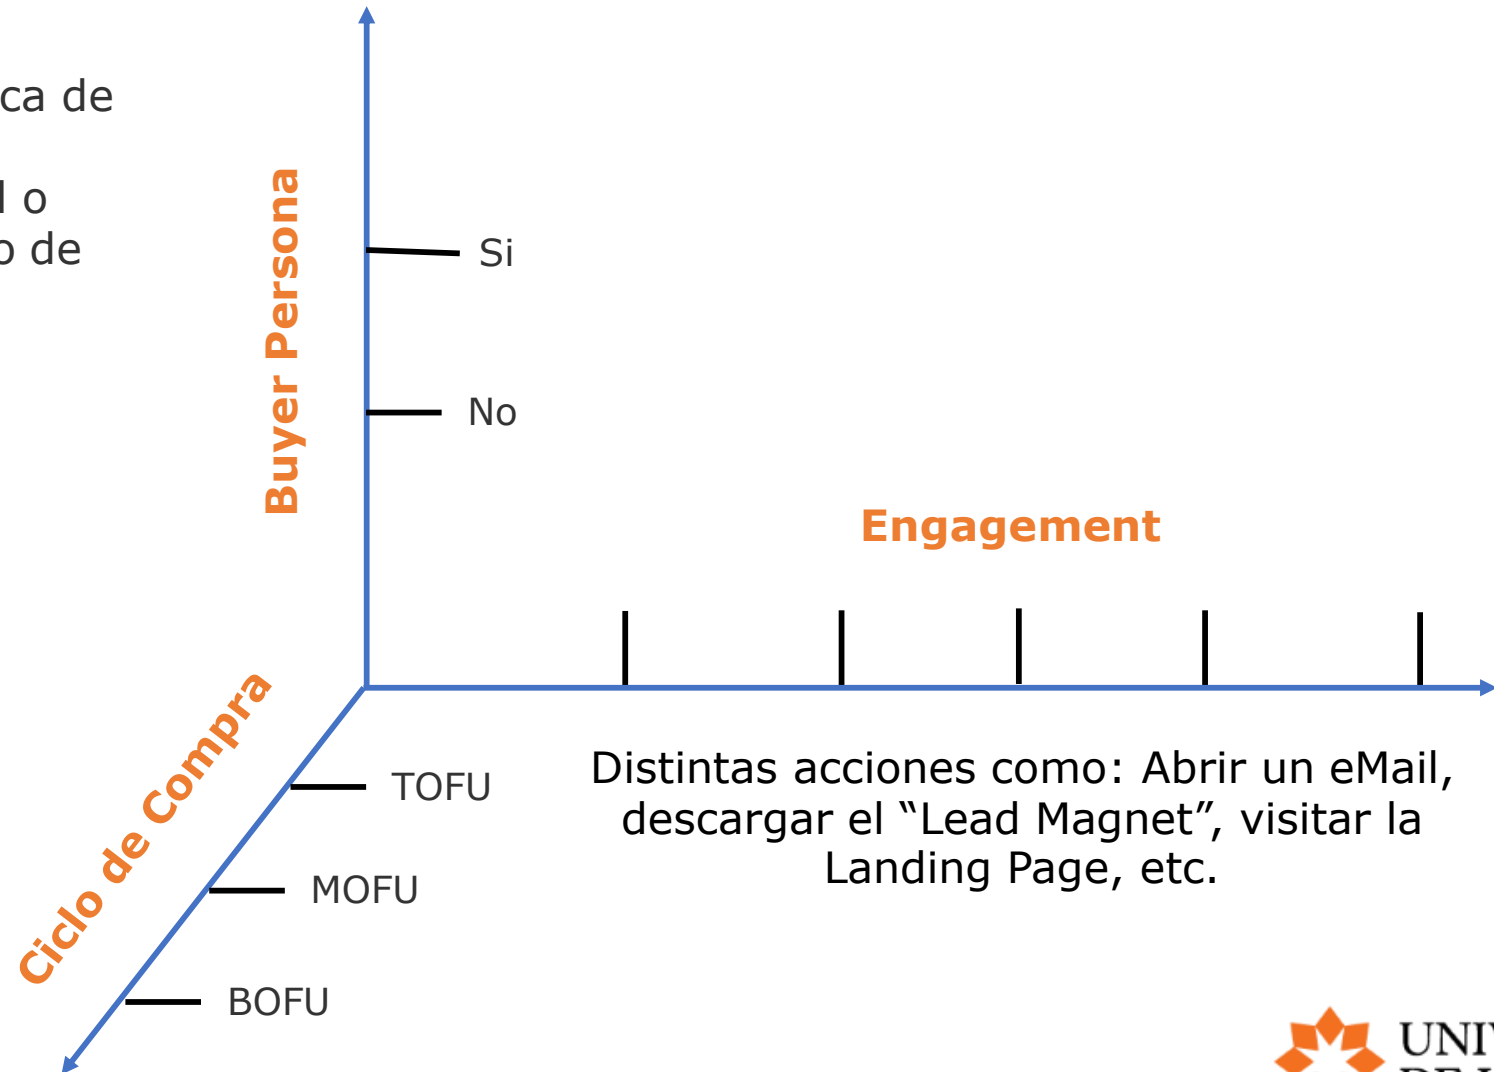 ca de
l o
o de
Buyer Persona
Si
No
Engagement
Ciclo de Compra
TOFU
MOFU
BOFU
Distintas acciones como: Abrir un eMail,
descargar el “Lead Magnet”, visitar la
Landing Page, etc.